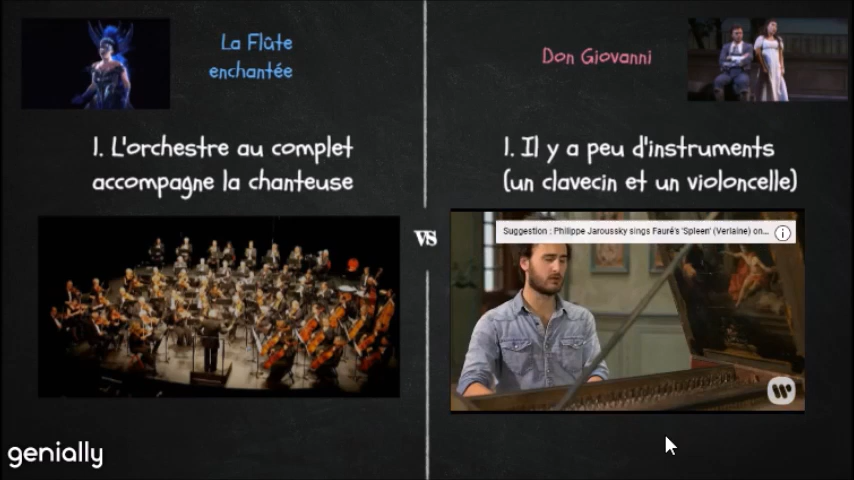 La Flûte
enchantée
Don Giovanni
1. L'orchestre au complet
accompagne la chanteuse
1. Il y a peu d'instruments
(un clavecin et un violoncelle)
VS
Suggestion : Philippe Jaroussky sings Fauré's 'Spleen' (Verlaine) on...
genially